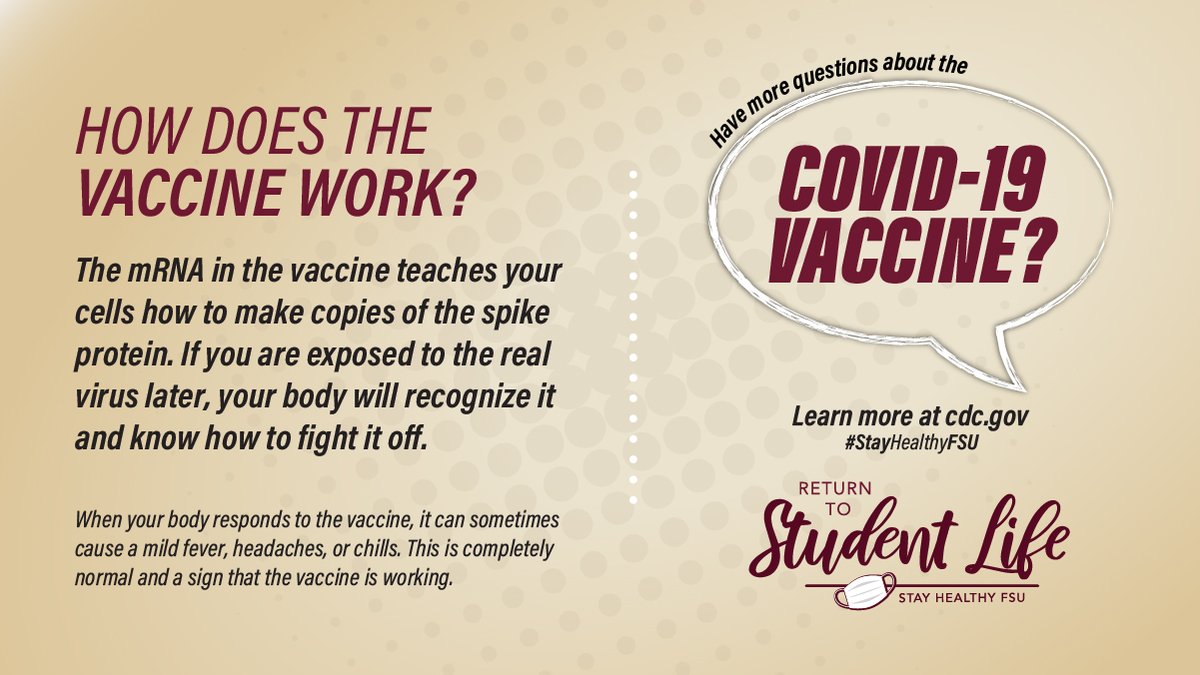 HOW DOES THE
VACCINE WORK?
The mRNA in the vaccine teaches your
cells how to make copies of the spike
protein. If you are exposed to the real
virus later, your body will recognize it
and know how to fight it off.
When your body responds to the vaccine, it can sometimes
cause a mild fever, headaches, or chills. This is completely
normal and a sign that the vaccine is working.
Have more questions about the
COVID-19
VACCINE?
Learn more at cdc.gov
#StayHealthyFSU
RETURN
TO
Student Life
STAY HEALTHY FSU